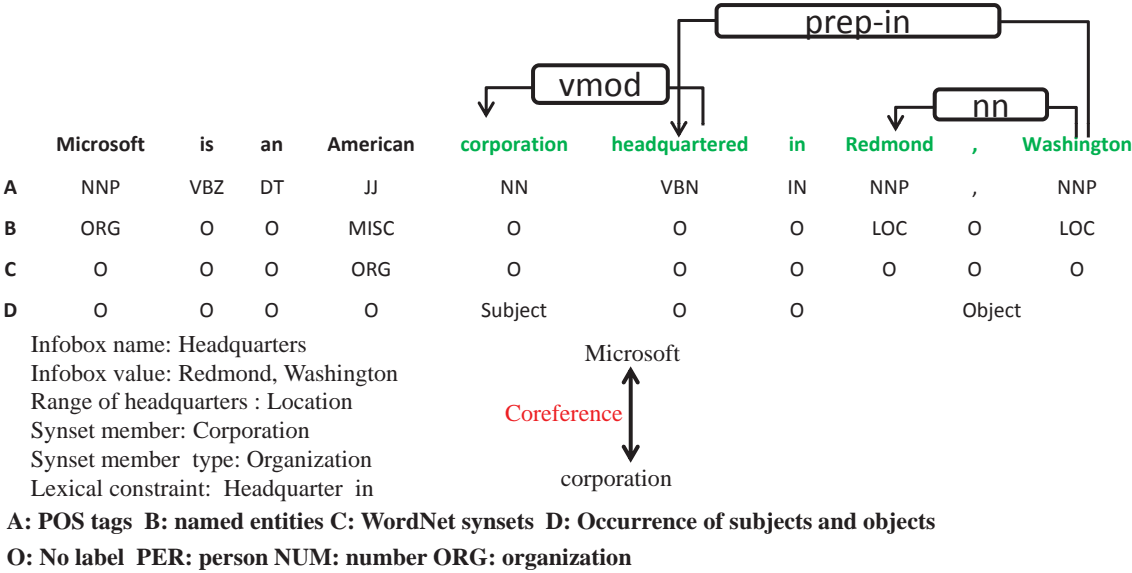 prep-in
vmod
nn
Microsoft is an American corporation headquartered in Redmond , Washington
A NNP VBZ DT JJ NN VBN IN NNP , NNP
B ORG O O MISC O O O LOC O LOC
C O O O ORG O O O O O O
D O O O O Subject O O Object
Infobox name: Headquarters
Infobox value: Redmond, Washington
Range of headquarters : Location
Synset member: Corporation
Synset member type: Organization
Lexical constraint: Headquarter in
Microsoft
Coreference
corporation
A: POS tags B: named entities C: WordNet synsets D: Occurrence of subjects and objects
O: No label PER: person NUM: number ORG: organization